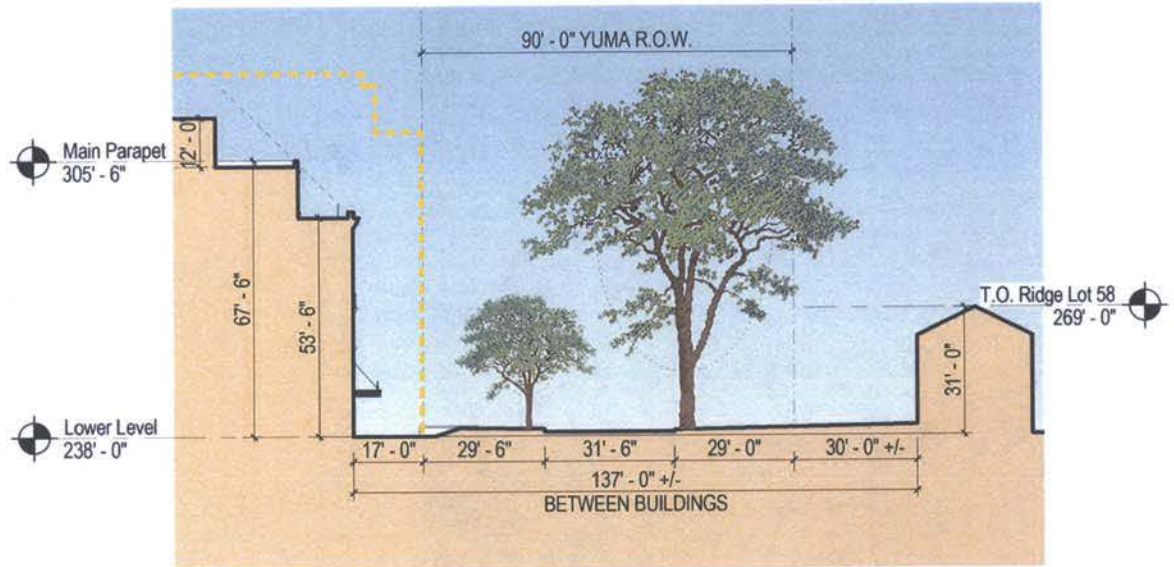 90' - 0" YUMA R.O.W.
12' - 0"
Main Parapet
305' - 6"
67' - 6"
53' - 6"
T.O. Ridge Lot 58
269' - 0"
31' - 0"
Lower Level
238' - 0"
17' - 0"
29' - 6"
31' - 6"
29' - 0"
30' - 0" +/-
137' - 0" +/-
BETWEEN BUILDINGS